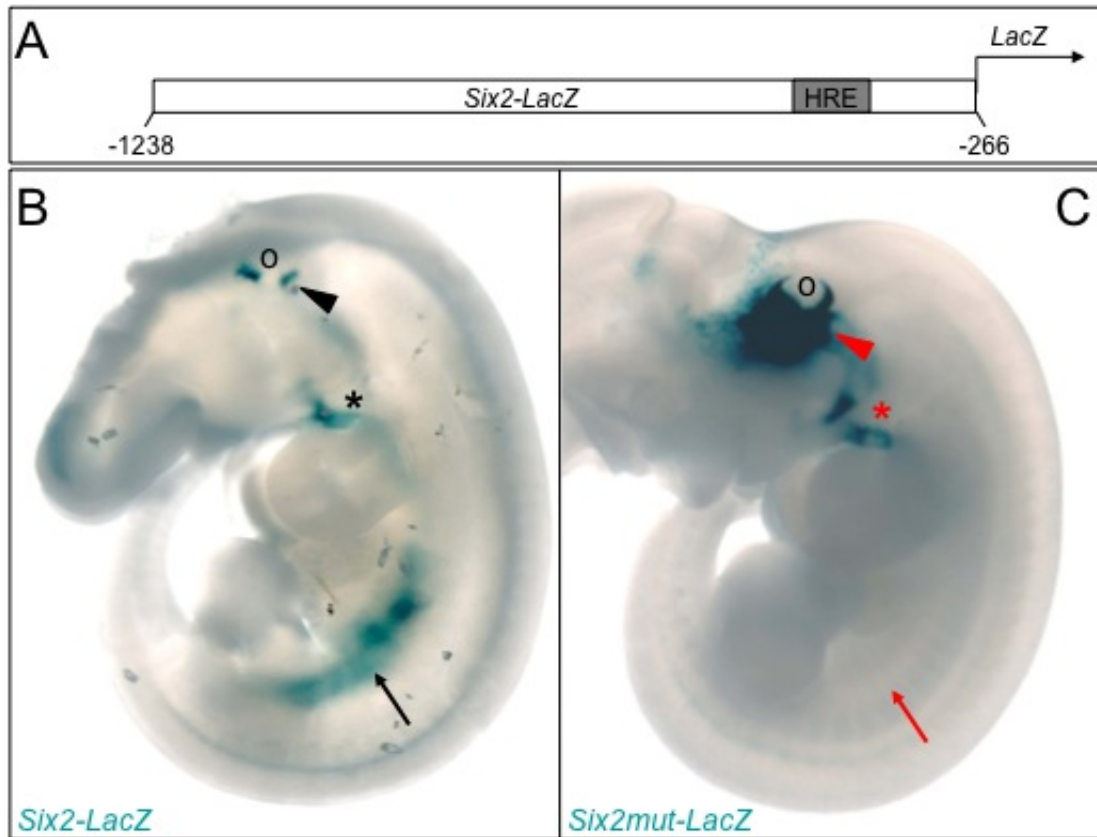 A
LacZ
Six2-LacZ
HRE
-1238
-266
B
C
o
o
*
*
Six2-LacZ
Six2mut-LacZ